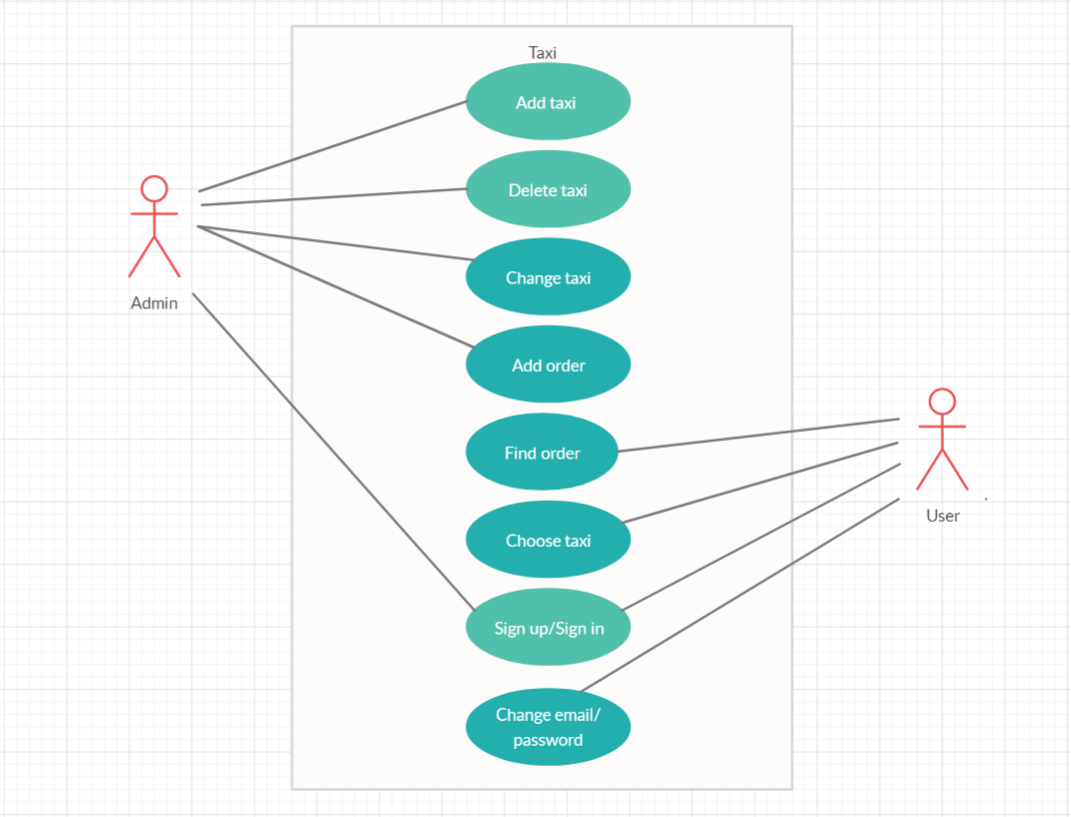 Taxi
Add taxi
Delete taxi
Change taxi
Admin
Add order
Find order
User
Choose taxi
Sign up/Sign in
Change email/
password